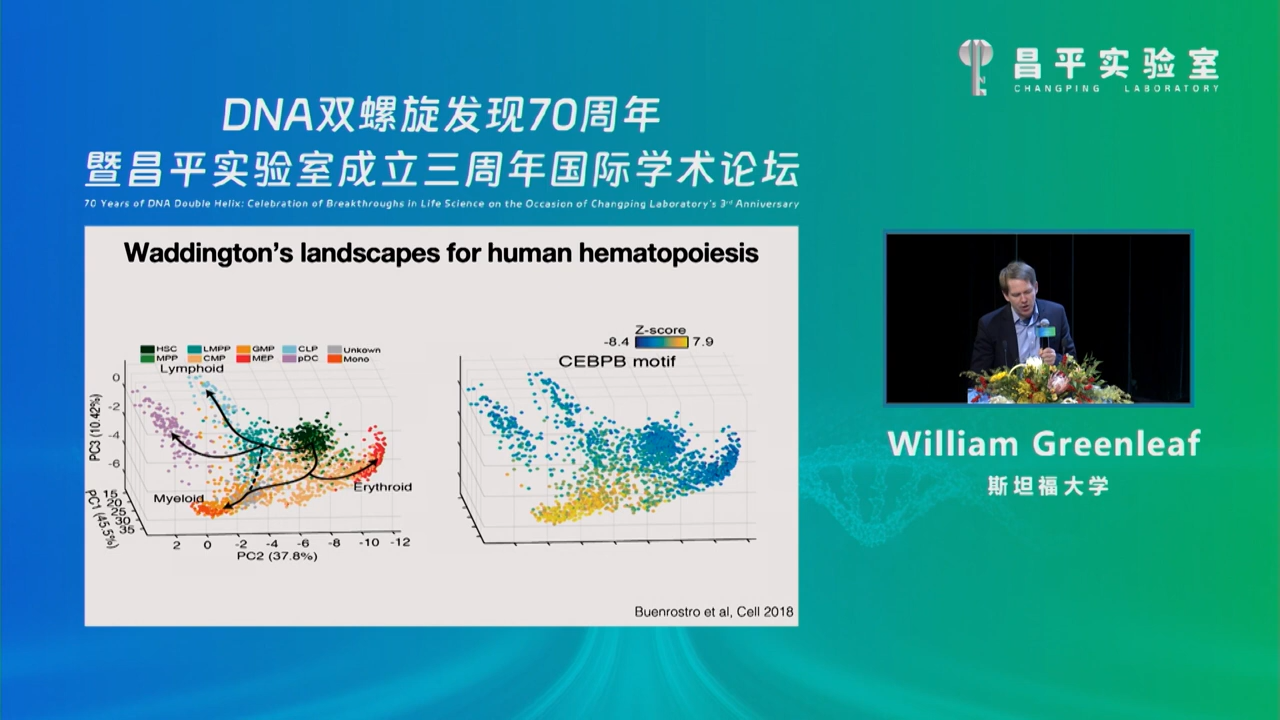 昌平实验室
CHANGPING LABORATORY
DNA双螺旋发现70周年
暨昌平实验室成立三周年国际学术论坛
70 Years of DNA Double Helix: Celebration of Breakthroughs in Life Science on the Occasion of Changping Laboratory's 3rd Anniversary
Waddington's landscapes for human hematopoiesis
HSC LMPP GMP CLP Unkown
MPP CMP MEP pDC Mono
Lymphoid
Myeloid
Erythroid
PC3 (10.42%)
0
-2
-4
-6
PC1 (45.5%)
15
20
25
30
35
2 0 -2 -4 -6 -8 -10 -12
PC2 (37.8%)
Z-score
-8.4 7.9
CEBPB motif
Buenrostro et al, Cell 2018
William Greenleaf
斯坦福大学